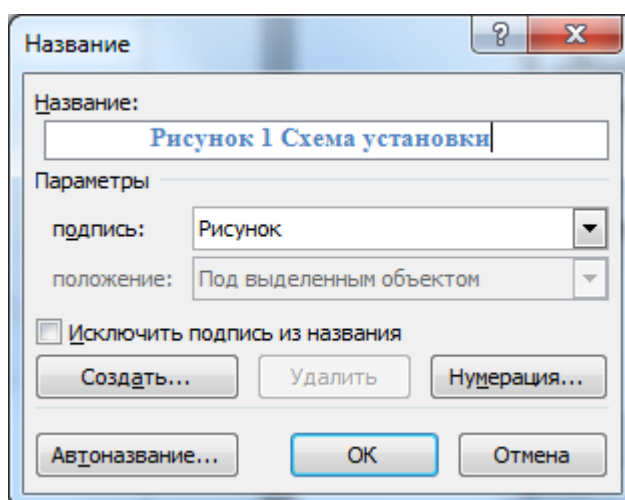 Название
Название:
Рисунок 1 Схема установки
Параметры
подпись: Рисунок
положение: Под выделенным объектом
Исключить подпись из названия
Создать... Удалить Нумерация...
Автоназвание... ОК Отмена